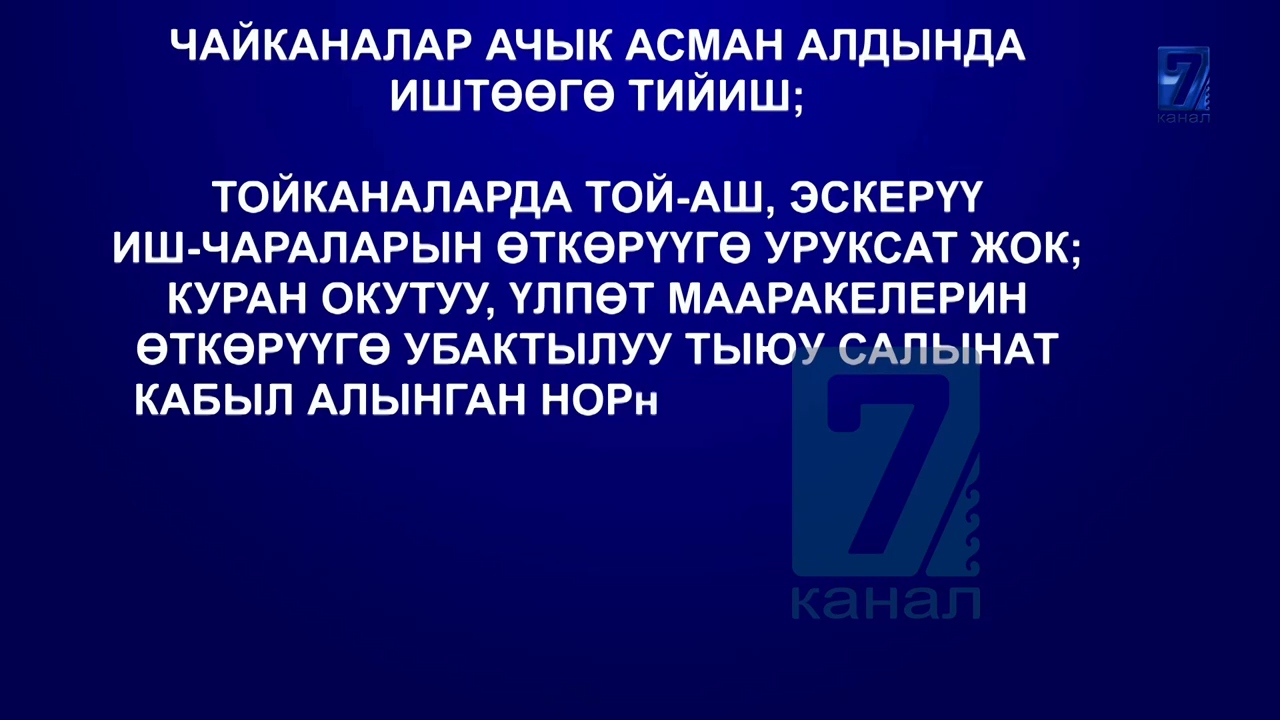 ЧАЙКАНАЛАР АЧЫК АСМАН АЛДЫНДА
ИШТӨӨГӨ ТИЙИШ;
7
канал
ТОЙКАНАЛАРДА ТОЙ-АШ, ЭСКЕРҮҮ
ИШ-ЧАРАЛАРЫН ӨТКӨРҮҮГӨ УРУКСАТ ЖОК;
КУРАН ОКУТУУ, ҮЛПӨТ МААРАКЕЛЕРИН
ӨТКӨРҮҮГӨ УБАКТЫЛУУ ТЫЮУ САЛЫНАТ
КАБЫЛ АЛЫНГАН НОРн
7
канал